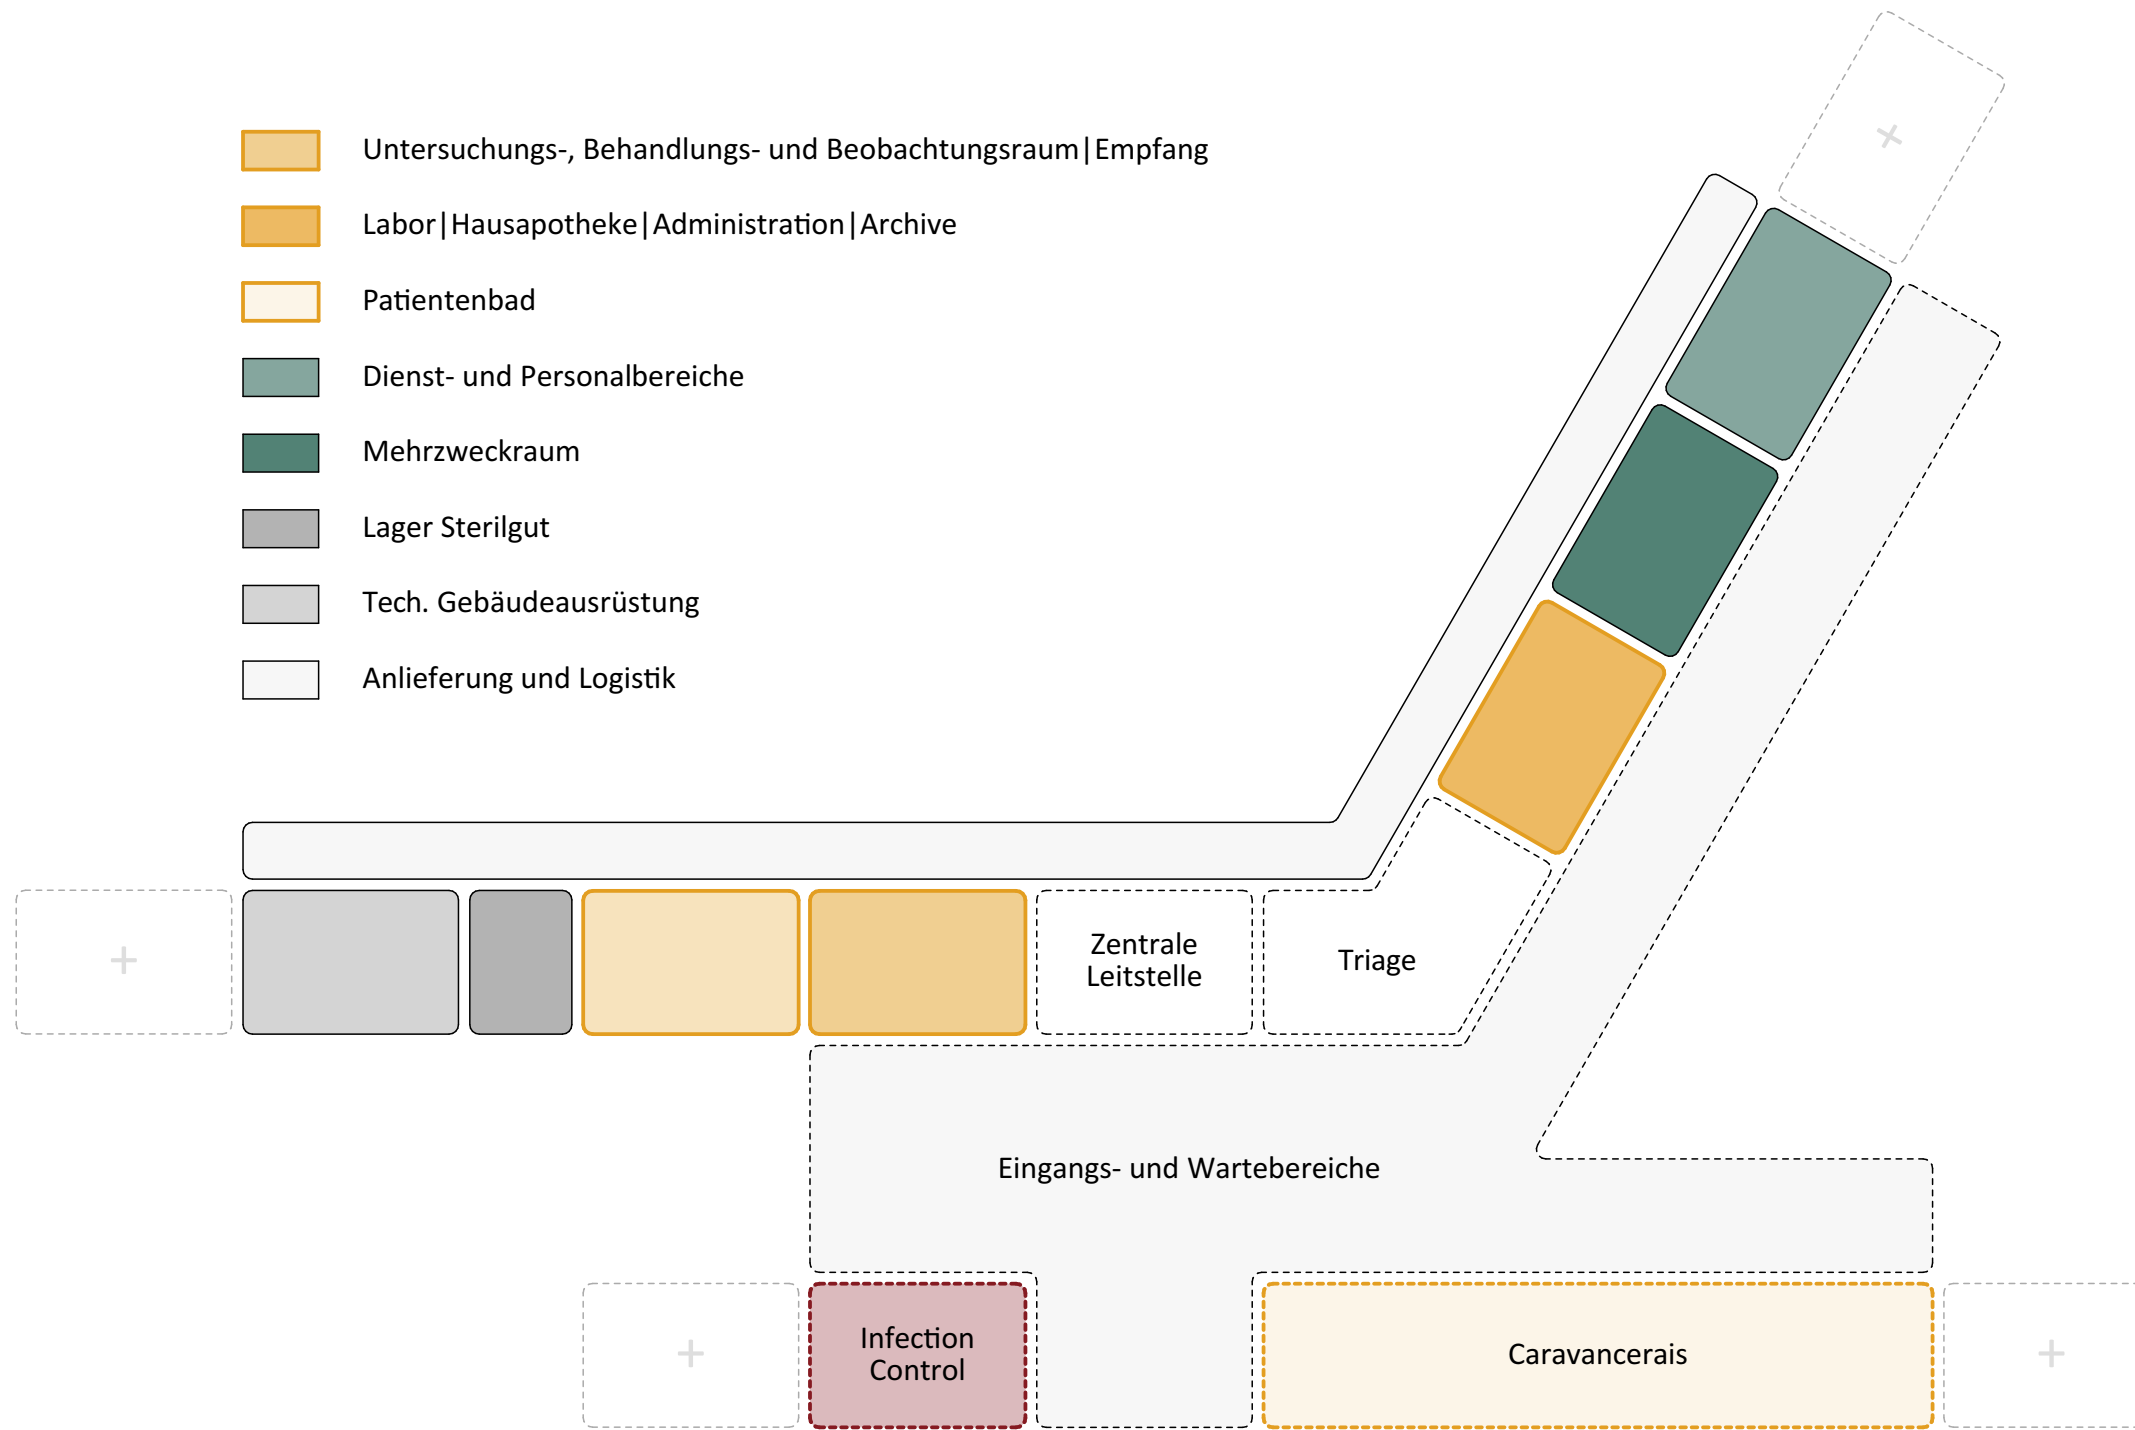 Untersuchungs-, Behandlungs- und Beobachtungsraum|Empfang
Labor|Hausapotheke|Administration|Archive
Patientenbad
Dienst- und Personalbereiche
Mehrzweckraum
Lager Sterilgut
Tech. Gebäudeausrüstung
Anlieferung und Logistik
Zentrale
Leitstelle
Triage
Eingangs- und Wartebereiche
Infection
Control
Caravancerais